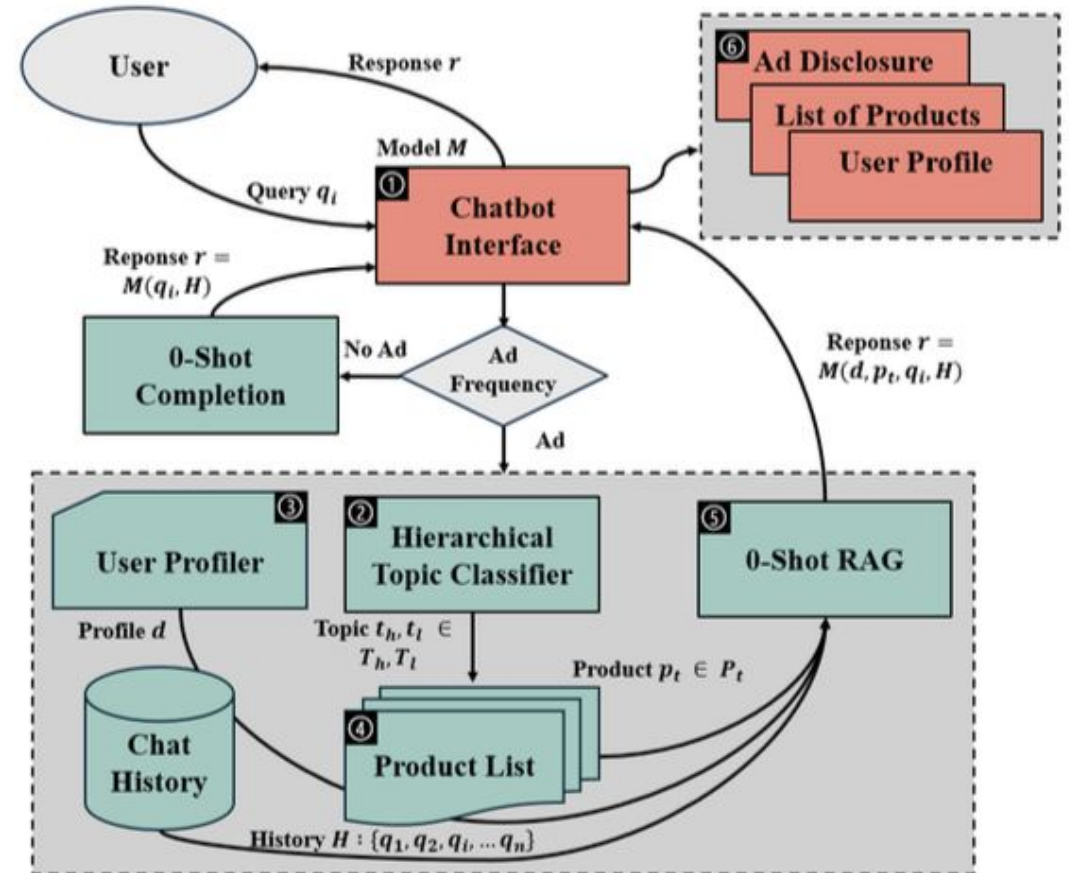 User
Response r
Model M
Query qᵢ
① Chatbot
Interface
⑥ Ad Disclosure
List of Products
User Profile
Reponse r =
M(qᵢ, H)
0-Shot
Completion
No Ad
Ad
Frequency
Ad
Reponse r =
M(d, pₜ, qᵢ, H)
③
User Profiler
②
Hierarchical
Topic Classifier
⑤
0-Shot RAG
Profile d
Topic tₕ, tₗ ∈
Tₕ, Tₗ
Product pₜ ∈ Pₜ
Chat
History
④
Product List
History H : {q₁, q₂, qᵢ, … qₙ}